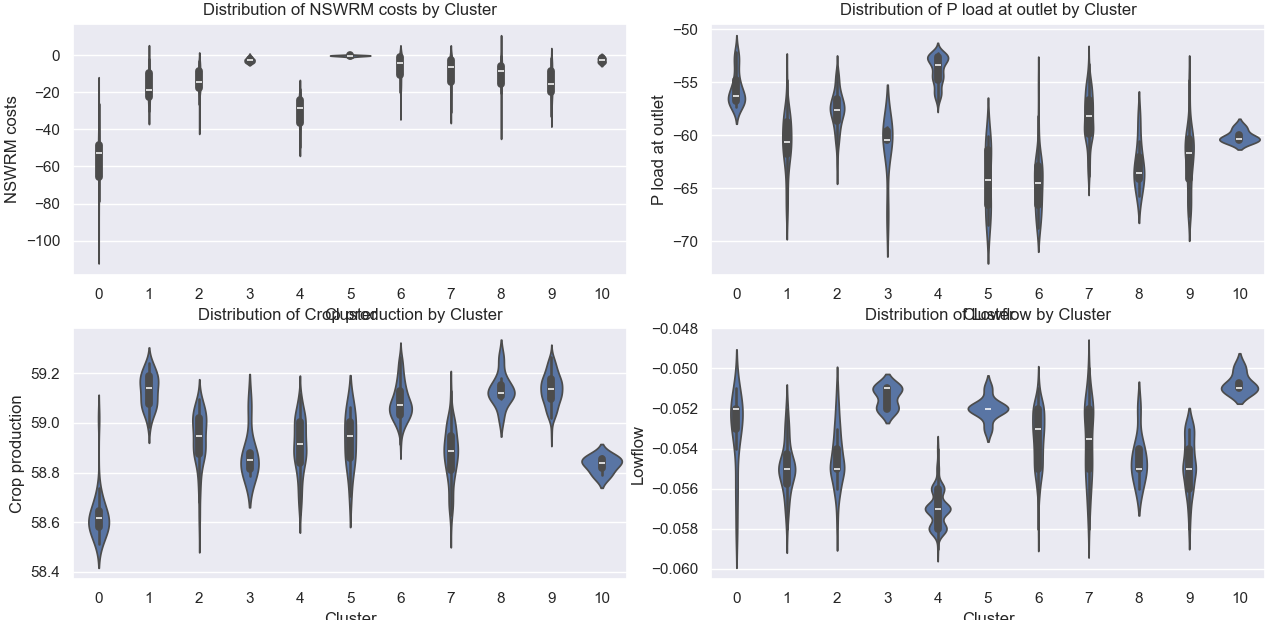 Distribution of NSWRM costs by Cluster
NSWRM costs
0
−20
−40
−60
−80
−100
0 1 2 3 4 5 6 7 8 9 10
Cluster
Distribution of P load at outlet by Cluster
P load at outlet
−50
−55
−60
−65
−70
0 1 2 3 4 5 6 7 8 9 10
Cluster
Distribution of Crop production by Cluster
Crop production
59.2
59.0
58.8
58.6
58.4
0 1 2 3 4 5 6 7 8 9 10
Cluster
Distribution of Lowflow by Cluster
Lowflow
−0.048
−0.050
−0.052
−0.054
−0.056
−0.058
−0.060
0 1 2 3 4 5 6 7 8 9 10
Cluster